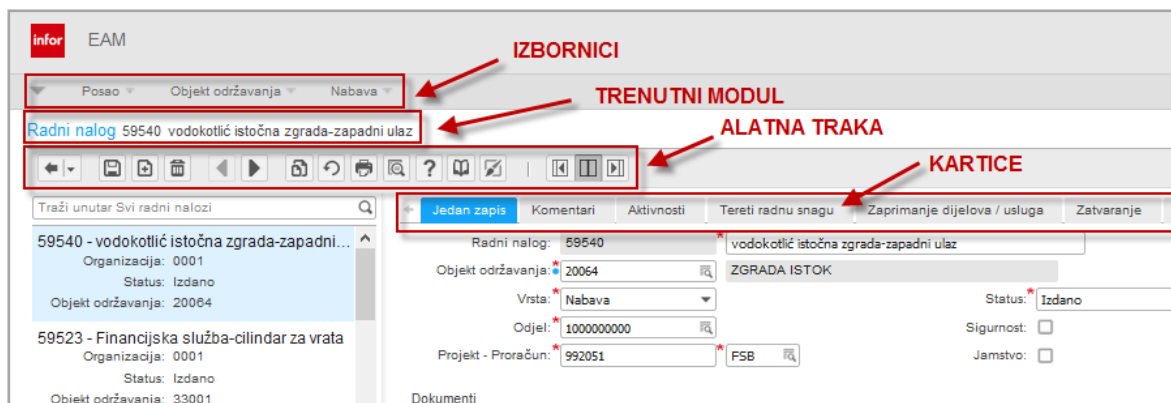 infor EAM
IZBORNICI
Posao Objekt održavanja Nabava
TRENUTNI MODUL
Radni nalog 59540 vodokotlić istočna zgrada-zapadni ulaz
ALATNA TRAKA
KARTICE
Traži unutar Svi radni nalozi
Jedan zapis Komentari Aktivnosti Tereti radnu snagu Zaprimanje dijelova / usluga Zatvaranje
59540 - vodokotlić istočna zgrada-zapadni...
Organizacija: 0001
Status: Izdano
Objekt održavanja: 20064
59523 - Financijska služba-cilindar za vrata
Organizacija: 0001
Status: Izdano
Objekt održavanja: 33001
Radni nalog: 59540 * vodokotlić istočna zgrada-zapadni ulaz
Objekt održavanja: * 20064 ZGRADA ISTOK
Vrsta: * Nabava Status: * Izdano
Odjel: * 1000000000 Sigurnost:
Projekt - Proračun: * 992051 * FSB Jamstvo:
Dokumenti